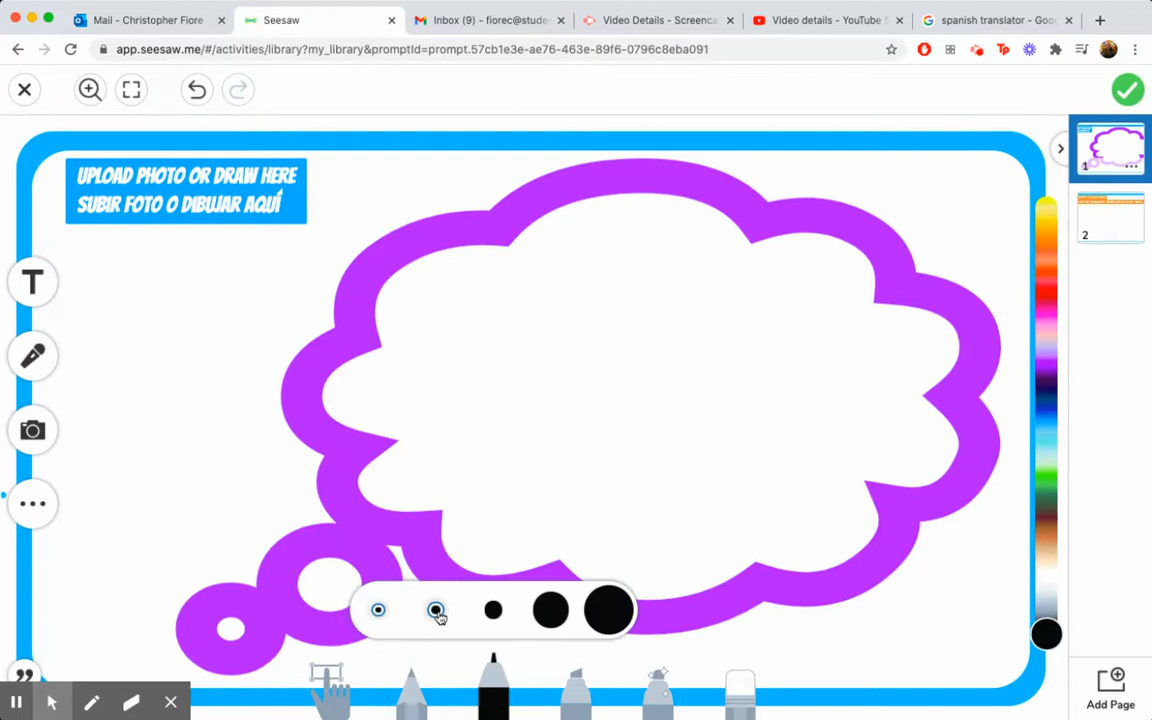 Mail - Christopher Fiore
Seesaw
Inbox (9) - fiorec@stude
Video Details - Screenca
Video details - YouTube S
spanish translator - Goo
app.seesaw.me/#/activities/library?my_library&promptId=prompt.57cb1e3e-ae76-463e-89f6-0796c8eba091
UPLOAD PHOTO OR DRAW HERE
SUBIR FOTO O DIBUJAR AQUÍ
T
1
2
Add Page